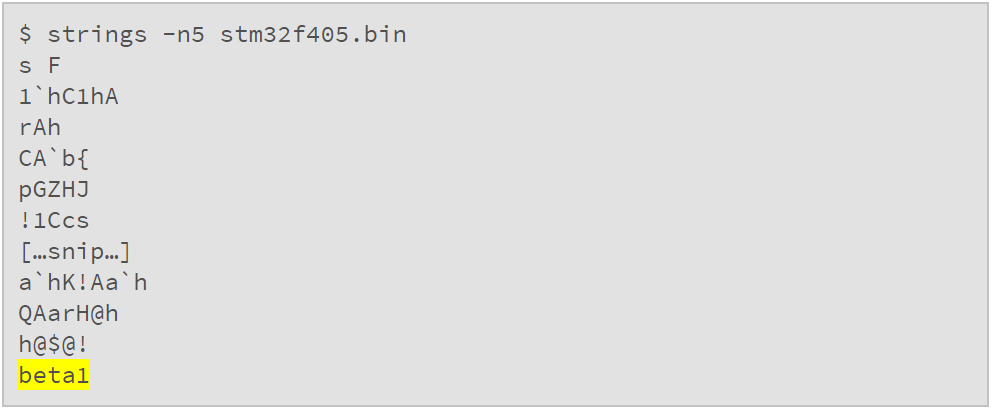 $ strings -n5 stm32f405.bin
s F
1`hC1hA
rAh
CA`b{
pGZHJ
!1Ccs
[…snip…]
a`hK!Aa`h
QAarH@h
h@$@!
beta1